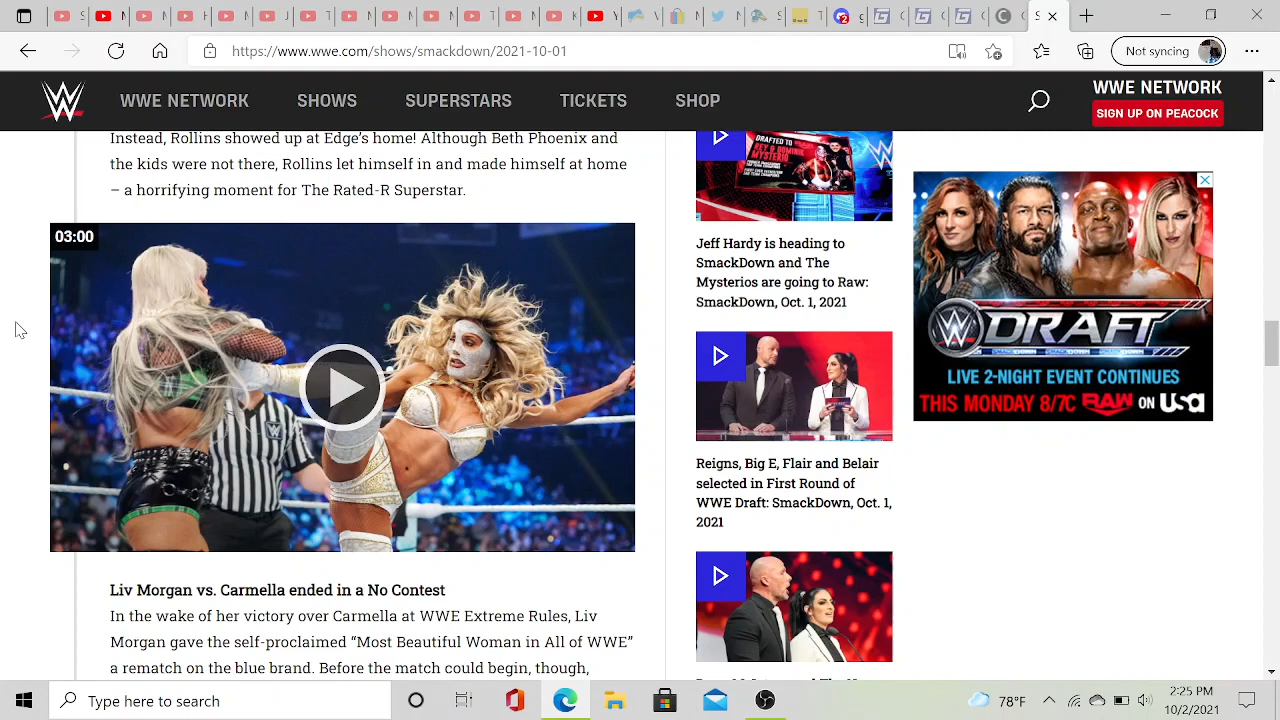 https://www.wwe.com/shows/smackdown/2021-10-01
Not syncing
WWE NETWORK
SHOWS
SUPERSTARS
TICKETS
SHOP
WWE NETWORK
SIGN UP ON PEACOCK
Instead, Rollins showed up at Edge's home! Although Beth Phoenix and
the kids were not there, Rollins let himself in and made himself at home
– a horrifying moment for The Rated-R Superstar.
03:00
Liv Morgan vs. Carmella ended in a No Contest
In the wake of her victory over Carmella at WWE Extreme Rules, Liv
Morgan gave the self-proclaimed “Most Beautiful Woman in All of WWE”
a rematch on the blue brand. Before the match could begin, though,
DRAFTED TO
REY & DOMINIK
MYSTERIO
Jeff Hardy is heading to
SmackDown and The
Mysterios are going to Raw:
SmackDown, Oct. 1, 2021
Reigns, Big E, Flair and Belair
selected in First Round of
WWE Draft: SmackDown, Oct. 1,
2021
DRAFT
LIVE 2-NIGHT EVENT CONTINUES
THIS MONDAY 8/7C RAW ON USA
Type here to search
78°F
2:25 PM
10/2/2021